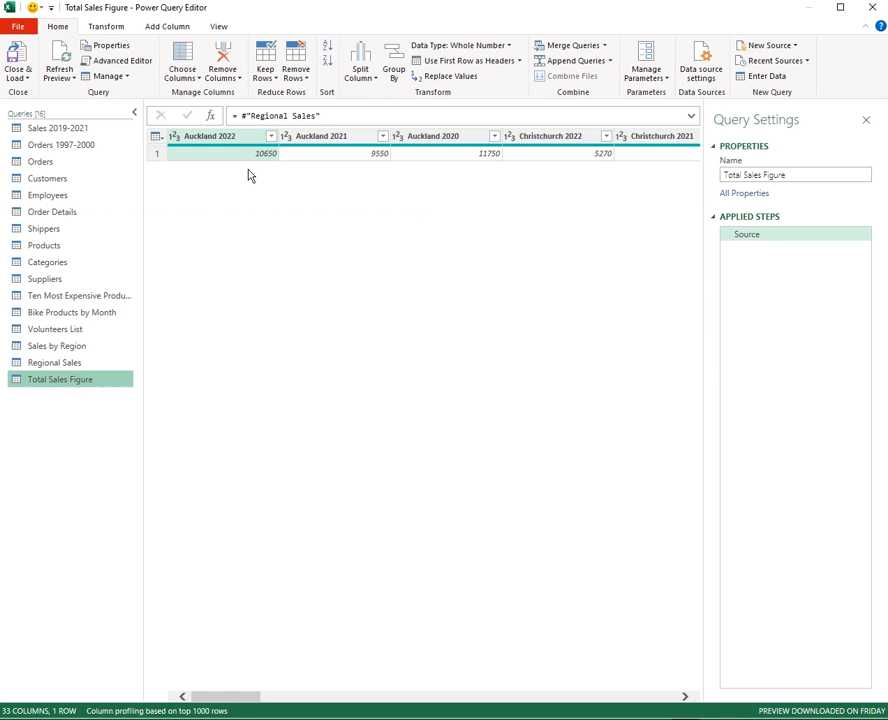 Total Sales Figure - Power Query Editor
File Home Transform Add Column View
Close & Load
Refresh Preview
Properties
Advanced Editor
Manage
Choose Columns
Remove Columns
Keep Rows
Remove Rows
Split Column
Group By
Data Type: Whole Number
Use First Row as Headers
Replace Values
Merge Queries
Append Queries
Combine Files
Manage Parameters
Data source settings
New Source
Recent Sources
Enter Data
Close Query Manage Columns Reduce Rows Sort Transform Combine Parameters Data Sources New Query
Queries [16]
Sales 2019-2021
Orders 1997-2000
Orders
Customers
Employees
Order Details
Shippers
Products
Categories
Suppliers
Ten Most Expensive Produ...
Bike Products by Month
Volunteers List
Sales by Region
Regional Sales
Total Sales Figure
fx = #"Regional Sales"
123 Auckland 2022 123 Auckland 2021 123 Auckland 2020 123 Christchurch 2022 123 Christchurch 2021
1 10650 9550 11750 5270
Query Settings
PROPERTIES
Name
Total Sales Figure
All Properties
APPLIED STEPS
Source
33 COLUMNS, 1 ROW Column profiling based on top 1000 rows PREVIEW DOWNLOADED ON FRIDAY